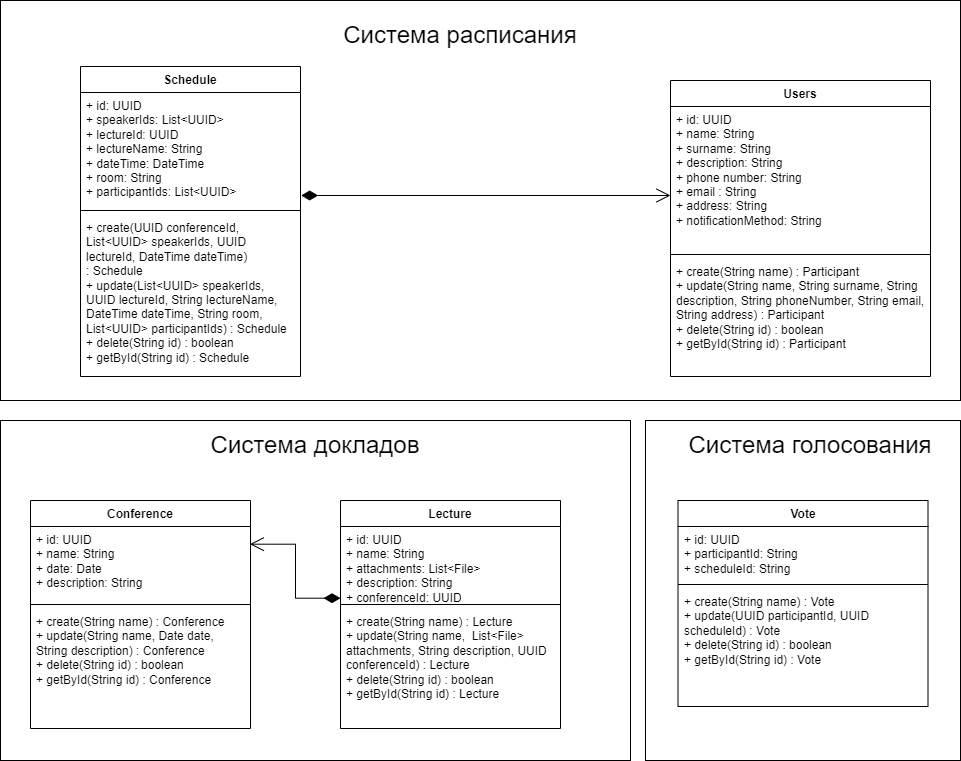 Система расписания
Schedule
+ id: UUID
+ speakerIds: List<UUID>
+ lectureId: UUID
+ lectureName: String
+ dateTime: DateTime
+ room: String
+ participantIds: List<UUID>
+ create(UUID conferenceId,
List<UUID> speakerIds, UUID
lectureId, DateTime dateTime)
: Schedule
+ update(List<UUID> speakerIds,
UUID lectureId, String lectureName,
DateTime dateTime, String room,
List<UUID> participantIds) : Schedule
+ delete(String id) : boolean
+ getById(String id) : Schedule
Users
+ id: UUID
+ name: String
+ surname: String
+ description: String
+ phone number: String
+ email : String
+ address: String
+ notificationMethod: String
+ create(String name) : Participant
+ update(String name, String surname, String
description, String phoneNumber, String email,
String address) : Participant
+ delete(String id) : boolean
+ getById(String id) : Participant
Система докладов
Conference
+ id: UUID
+ name: String
+ date: Date
+ description: String
+ create(String name) : Conference
+ update(String name, Date date,
String description) : Conference
+ delete(String id) : boolean
+ getById(String id) : Conference
Lecture
+ id: UUID
+ name: String
+ attachments: List<File>
+ description: String
+ conferenceId: UUID
+ create(String name) : Lecture
+ update(String name, List<File>
attachments, String description, UUID
conferenceId) : Lecture
+ delete(String id) : boolean
+ getById(String id) : Lecture
Система голосования
Vote
+ id: UUID
+ participantId: String
+ scheduleId: String
+ create(String name) : Vote
+ update(UUID participantId, UUID
scheduleId) : Vote
+ delete(String id) : boolean
+ getById(String id) : Vote